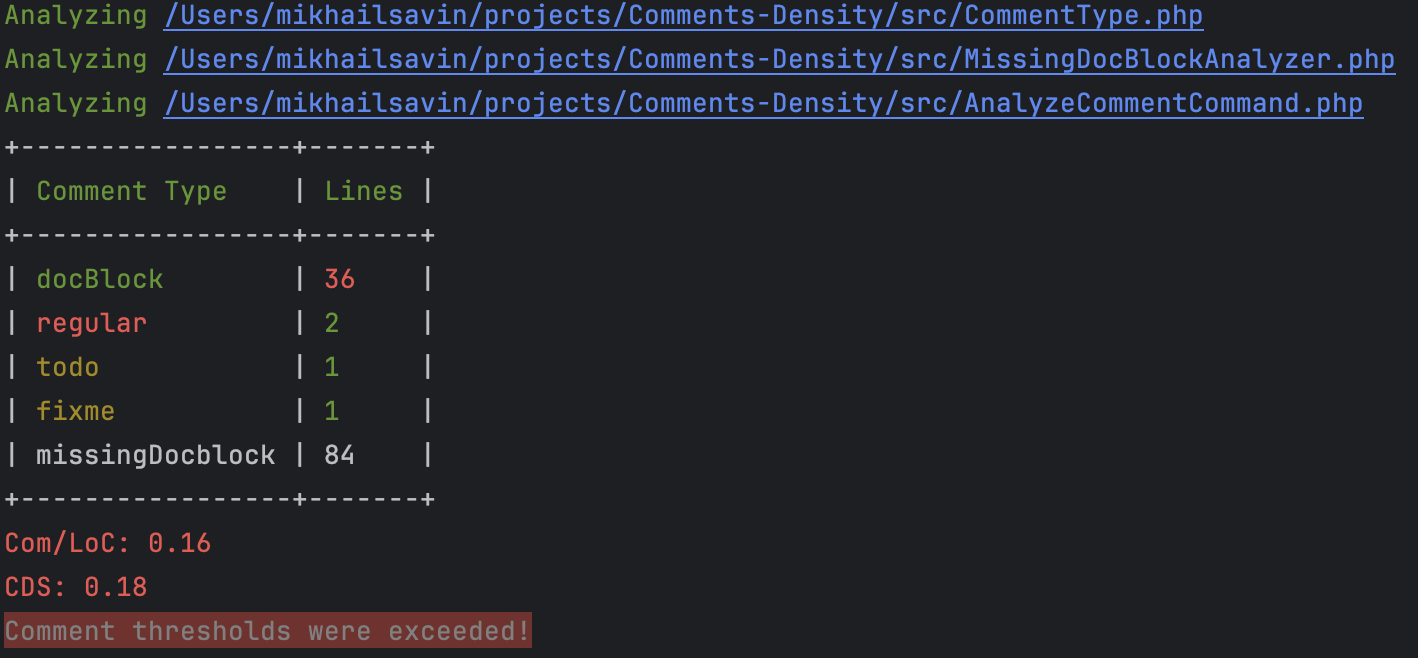 Analyzing /Users/mikhailsavin/projects/Comments-Density/src/CommentType.php
Analyzing /Users/mikhailsavin/projects/Comments-Density/src/MissingDocBlockAnalyzer.php
Analyzing /Users/mikhailsavin/projects/Comments-Density/src/AnalyzeCommentCommand.php
+-----------------+-------+
| Comment Type    | Lines |
+-----------------+-------+
| docBlock        | 36    |
| regular         | 2     |
| todo            | 1     |
| fixme           | 1     |
| missingDocblock | 84    |
+-----------------+-------+
Com/LoC: 0.16
CDS: 0.18
Comment thresholds were exceeded!